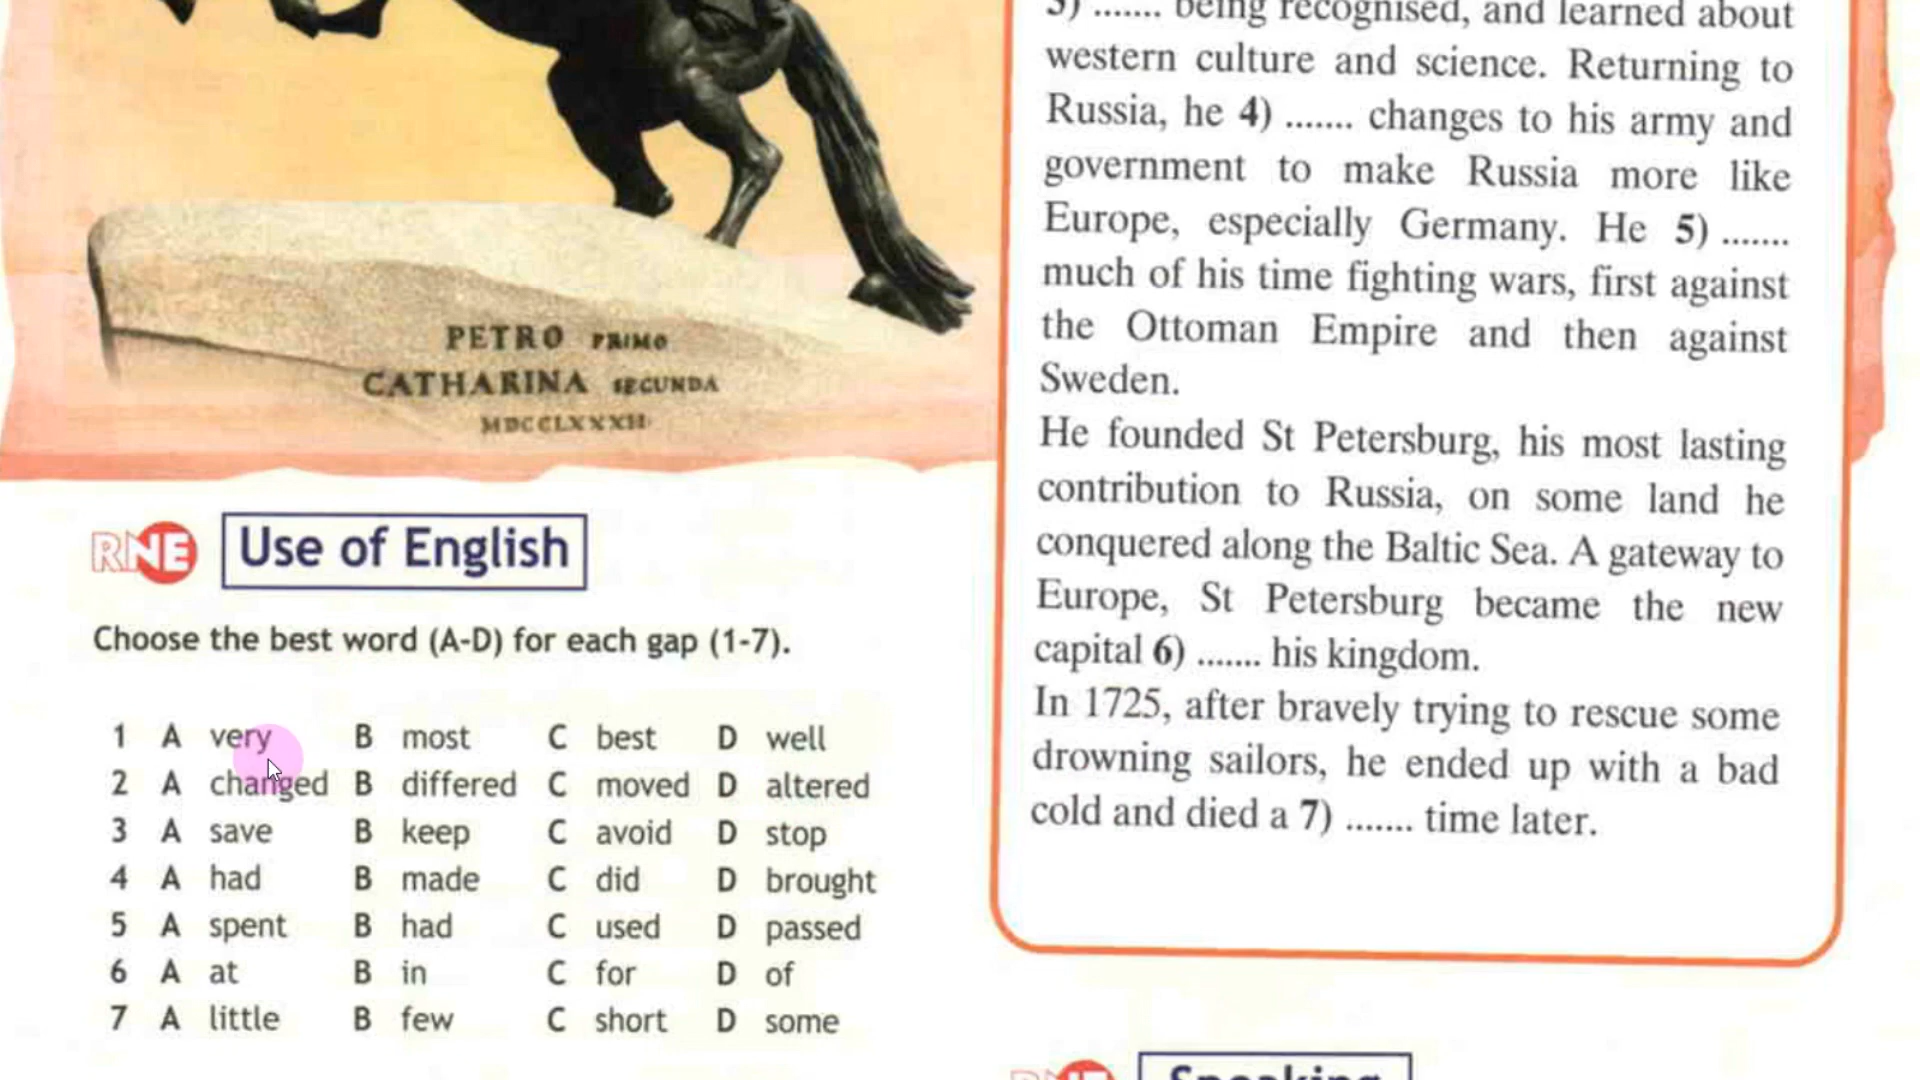 PETRO PRIMO
CATHARINA SECUNDA
MDCCLXXXII
RNE Use of English
Choose the best word (A-D) for each gap (1-7).
1 A very B most C best D well
2 A changed B differed C moved D altered
3 A save B keep C avoid D stop
4 A had B made C did D brought
5 A spent B had C used D passed
6 A at B in C for D of
7 A little B few C short D some
3) ....... being recognised, and learned about
western culture and science. Returning to
Russia, he 4) ....... changes to his army and
government to make Russia more like
Europe, especially Germany. He 5) .......
much of his time fighting wars, first against
the Ottoman Empire and then against
Sweden.
He founded St Petersburg, his most lasting
contribution to Russia, on some land he
conquered along the Baltic Sea. A gateway to
Europe, St Petersburg became the new
capital 6) ....... his kingdom.
In 1725, after bravely trying to rescue some
drowning sailors, he ended up with a bad
cold and died a 7) ....... time later.
RNE Speaking